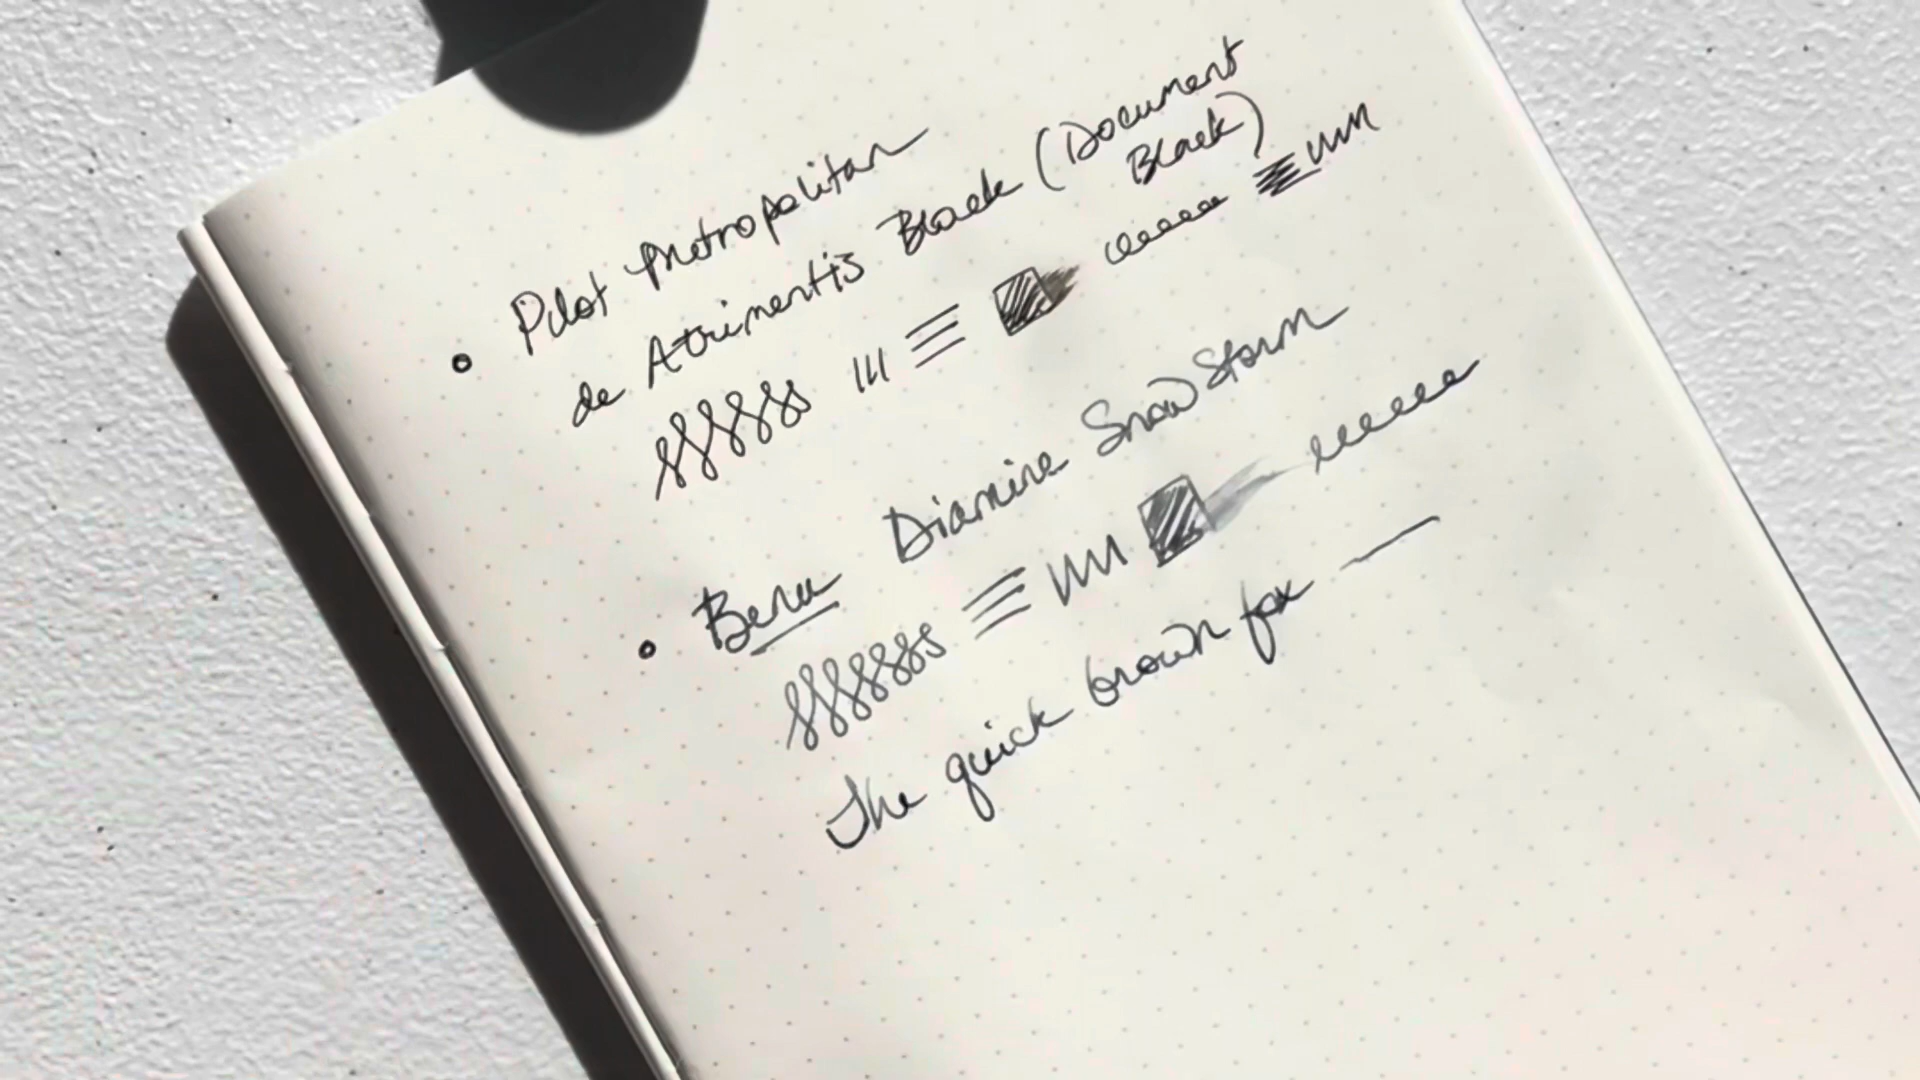 • Pilot Metropolitan
de Atrimentis Black (Document Black)
• Benu Diamine Snow Storm
The quick brown fox —